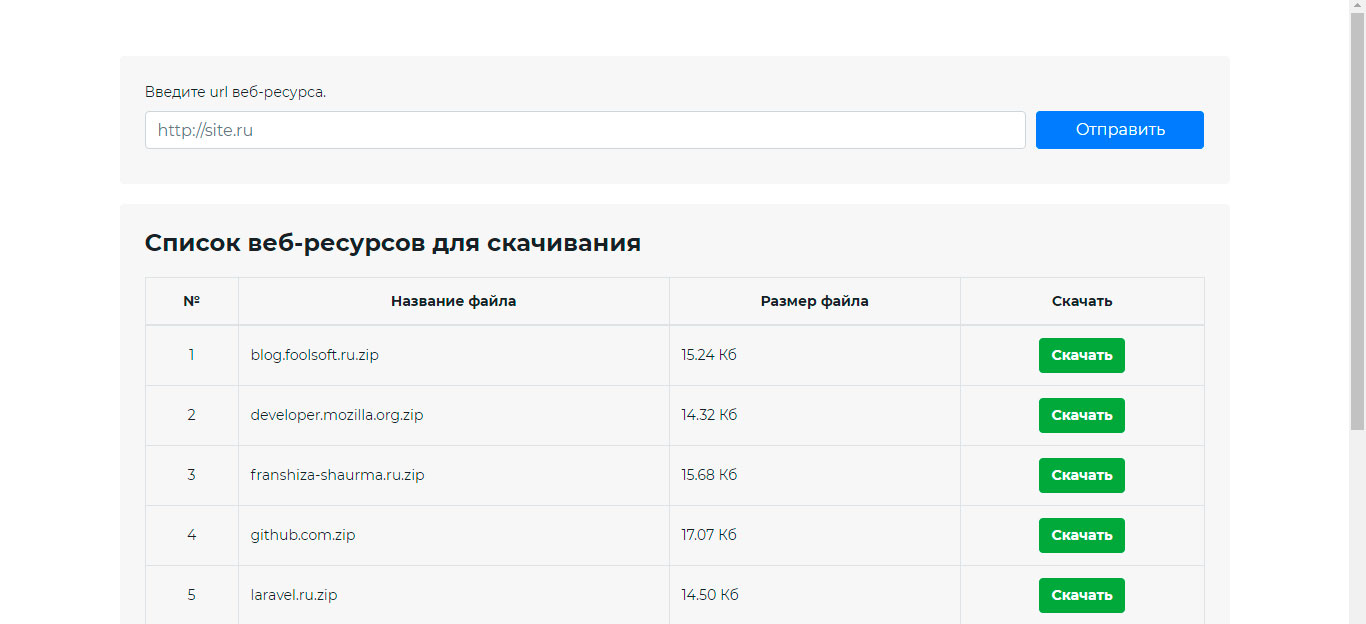 Введите url веб-ресурса.
http://site.ru Отправить
Список веб-ресурсов для скачивания
№ Название файла Размер файла Скачать
1 blog.foolsoft.ru.zip 15.24 Кб Скачать
2 developer.mozilla.org.zip 14.32 Кб Скачать
3 franshiza-shaurma.ru.zip 15.68 Кб Скачать
4 github.com.zip 17.07 Кб Скачать
5 laravel.ru.zip 14.50 Кб Скачать